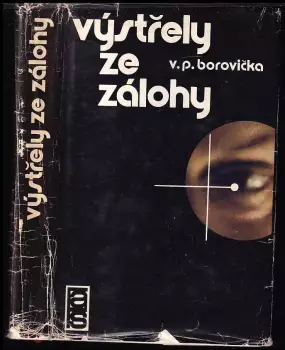 výstřely ze zálohy
výstřely
ze
v. p. borovička
zálohy